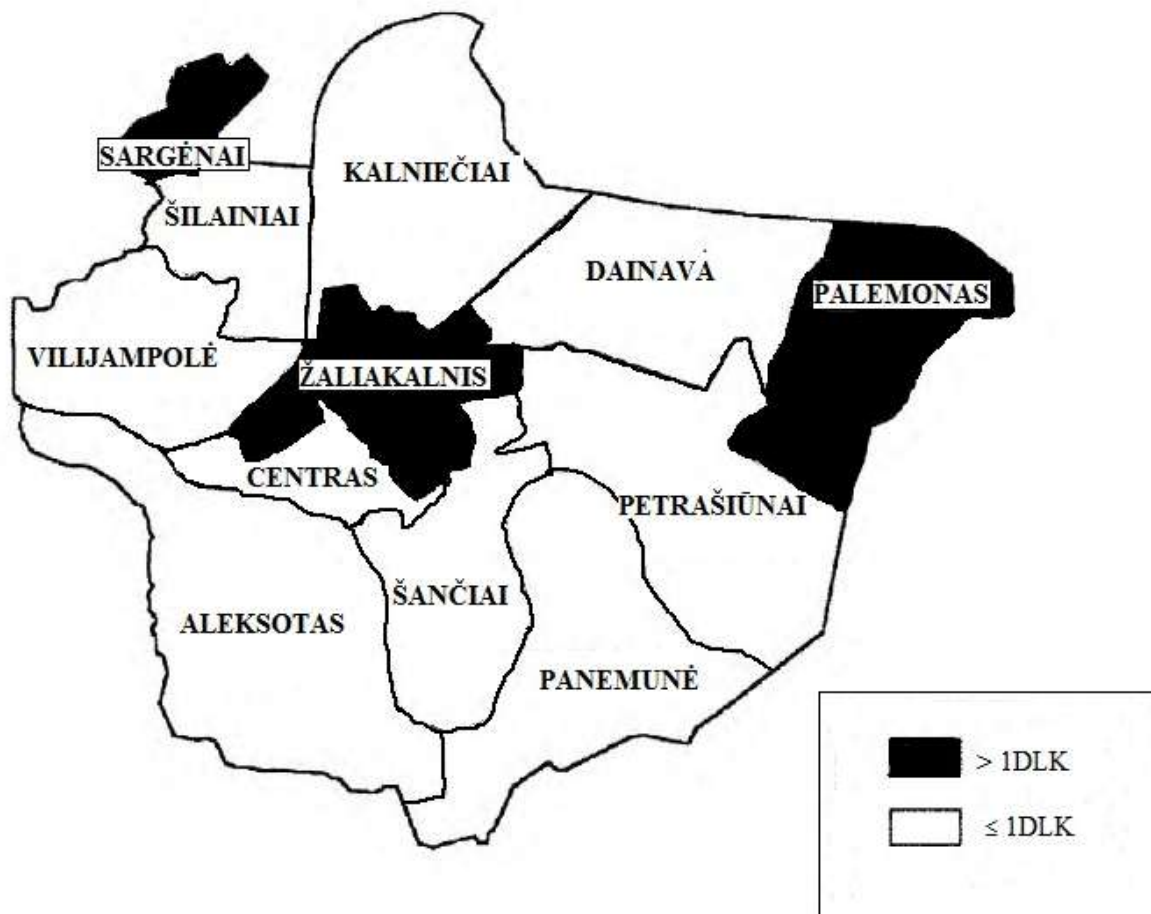 SARGĖNAI
KALNIEČIAI
ŠILAINIAI
DAINAVA
PALEMONAS
VILIJAMPOLĖ
ŽALIAKALNIS
CENTRAS
PETRAŠIŪNAI
ŠANČIAI
ALEKSOTAS
PANEMUNĖ
> 1DLK
≤ 1DLK